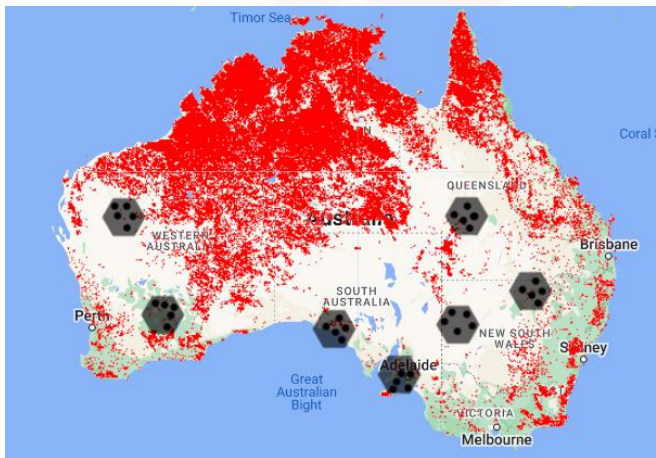 Timor Sea
N
Coral S
QUEENSLAND
Australia
WESTERN
AUSTRALIA
Brisbane
SOUTH
AUSTRALIA
Perth
NEW SOUTH
WALES
Sydney
Adelaide
Great
Australian
Bight
VICTORIA
Melbourne